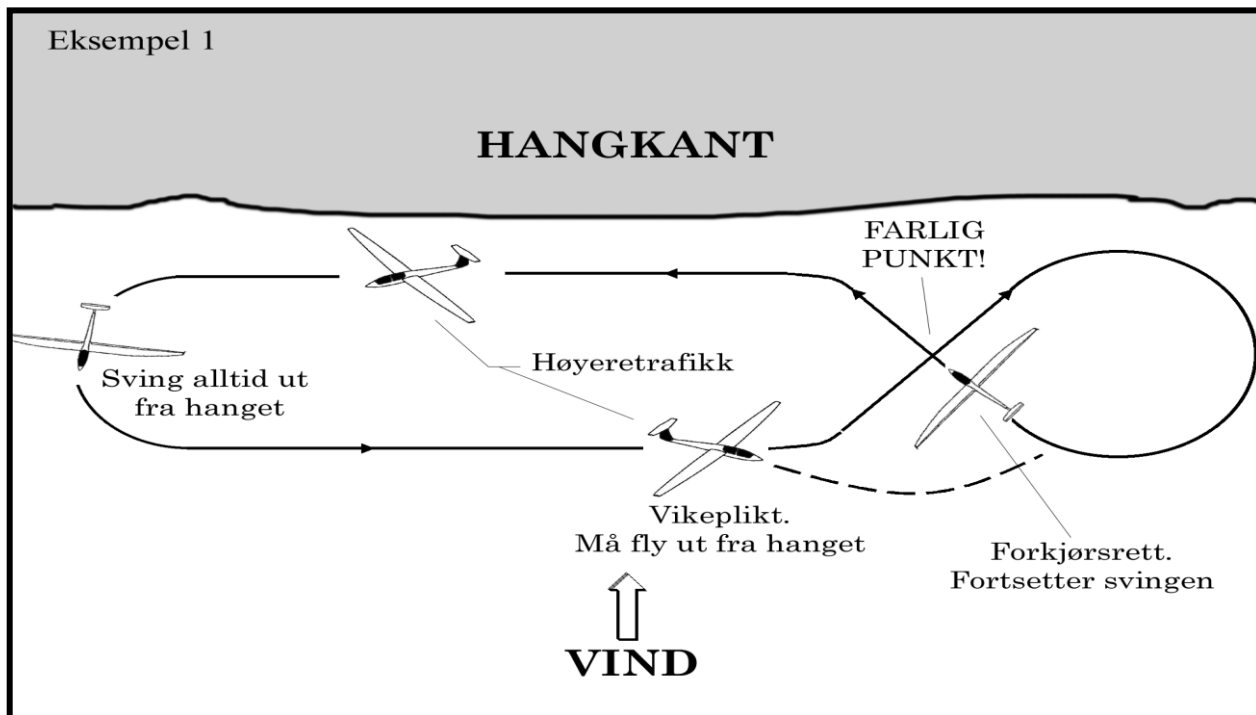 Eksempel 1
HANGKANT
FARLIG
PUNKT!
Høyeretrafikk
Sving alltid ut
fra hanget
Vikeplikt.
Må fly ut fra hanget
Forkjørsrett.
Fortsetter svingen
VIND